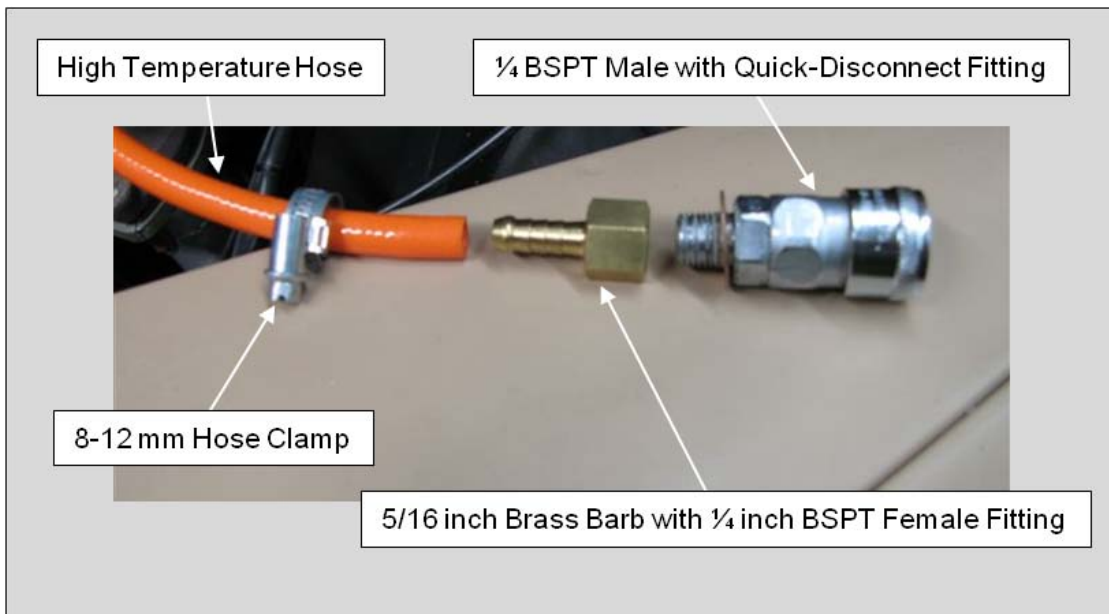 High Temperature Hose
¼ BSPT Male with Quick-Disconnect Fitting
8-12 mm Hose Clamp
5/16 inch Brass Barb with ¼ inch BSPT Female Fitting